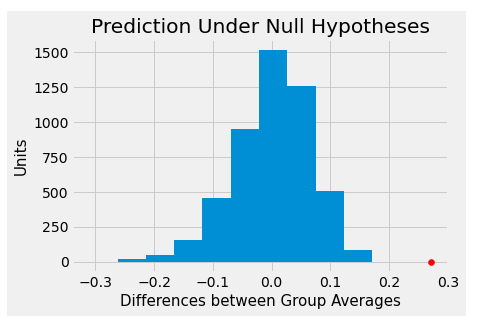 Prediction Under Null Hypotheses
1500
1250
1000
750
500
250
0
Units
−0.3 −0.2 −0.1 0.0 0.1 0.2 0.3
Differences between Group Averages